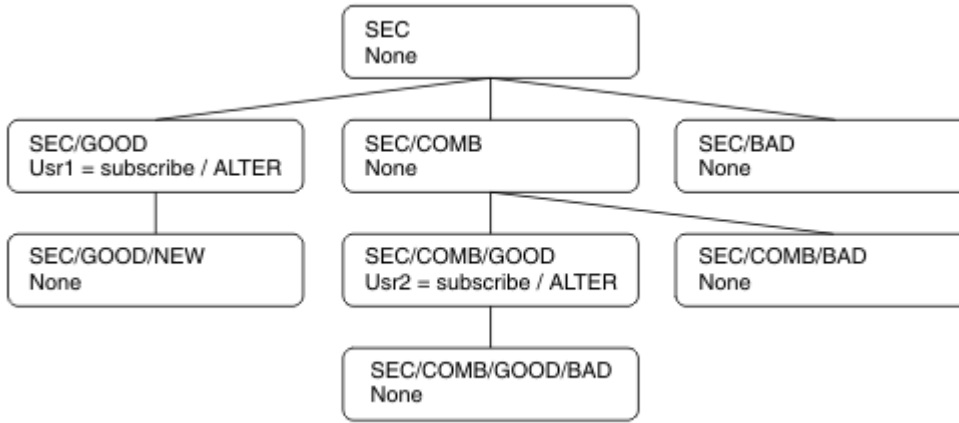 SEC
None
SEC/GOOD
Usr1 = subscribe / ALTER
SEC/COMB
None
SEC/BAD
None
SEC/GOOD/NEW
None
SEC/COMB/GOOD
Usr2 = subscribe / ALTER
SEC/COMB/BAD
None
SEC/COMB/GOOD/BAD
None